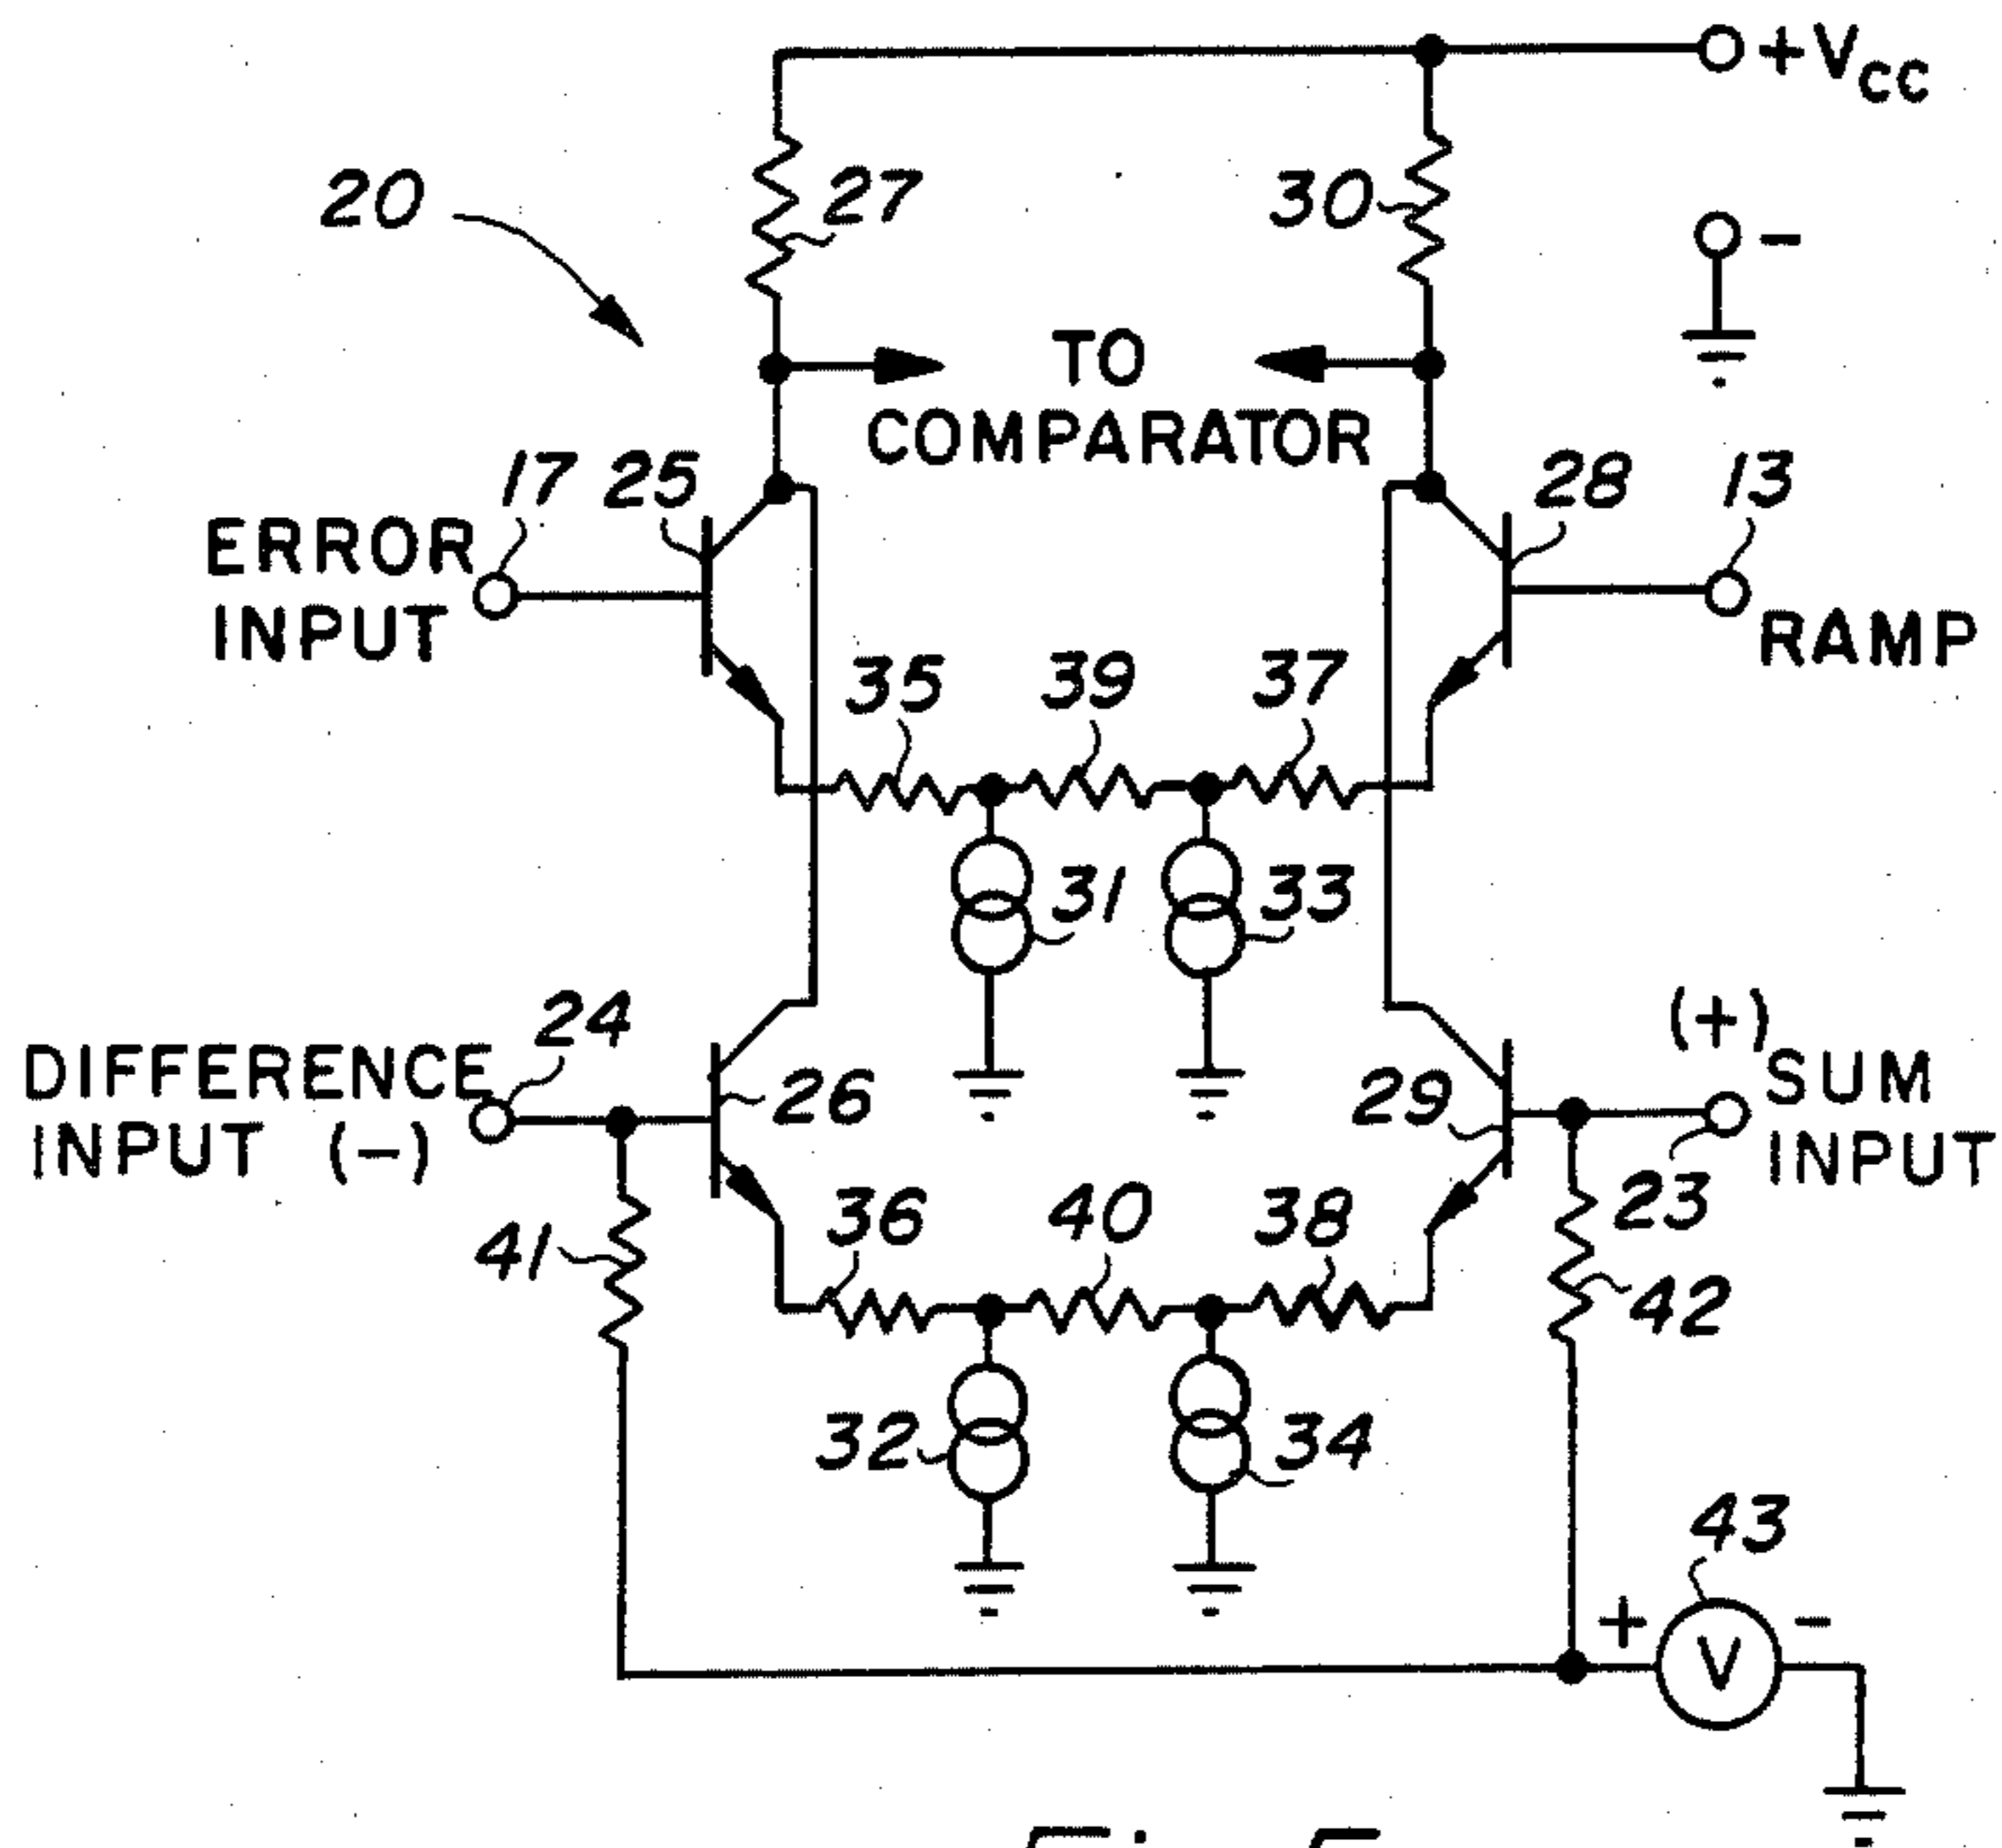 +VCC
20
27
30
-
TO
COMPARATOR
17
25
28
13
ERROR
INPUT
RAMP
35
39
37
31
33
24
(+)
DIFFERENCE
INPUT (-)
26
29
SUM
INPUT
23
41
36
40
38
42
32
34
43
+
-
V